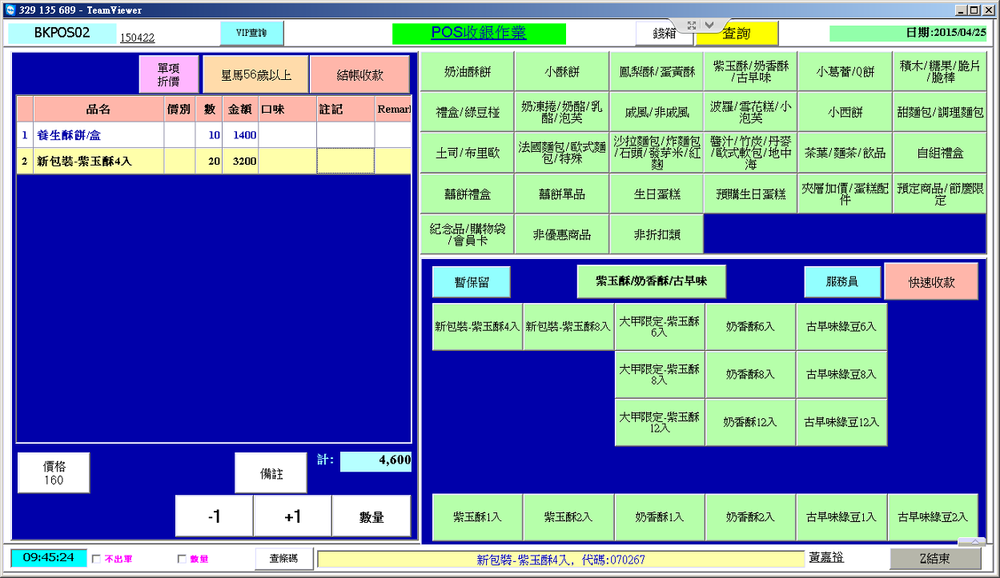 329 135 689 - TeamViewer
BKPOS02
150422
VIP查詢
POS收銀作業
錢箱
查詢
日期:2015/04/25
單項
折價
星馬56歲以上
結帳收款
品名 價別 數 金額 口味 註記 Remar
1 養生酥餅/盒 10 1400
2 新包裝-紫玉酥4入 20 3200
價格
160
備註
計:
4,600
-1
+1
數量
奶油酥餅
小酥餅
鳳梨酥/蛋黃酥
紫玉酥/奶香酥
/古早味
小葛蕾/Q餅
積木/糖果/脆片
/脆棒
禮盒/綠豆椪
奶凍捲/奶酪/乳
酪/泡芙
戚風/非戚風
波羅/雪花糕/小
泡芙
小西餅
甜麵包/調理麵包
土司/布里歐
法國麵包/歐式麵
包/特殊
沙拉麵包/炸麵包
/石頭/發芽米/紅
麴
醬汁/竹炭/丹麥
/歐式軟包/地中
海
茶葉/麵茶/飲品
自組禮盒
囍餅禮盒
囍餅單品
生日蛋糕
預購生日蛋糕
夾層加價/蛋糕配
件
預定商品/節慶限
定
紀念品/購物袋
/會員卡
非優惠商品
非折扣類
暫保留
紫玉酥/奶香酥/古早味
服務員
快速收款
新包裝-紫玉酥4入
新包裝-紫玉酥8入
大甲限定-紫玉酥
6入
奶香酥6入
古早味綠豆6入
大甲限定-紫玉酥
8入
奶香酥8入
古早味綠豆8入
大甲限定-紫玉酥
12入
奶香酥12入
古早味綠豆12入
紫玉酥1入
紫玉酥2入
奶香酥1入
奶香酥2入
古早味綠豆1入
古早味綠豆2入
09:45:24
不出單
數量
查條碼
新包裝-紫玉酥4入, 代碼:070267
黃嘉裕
Z結束